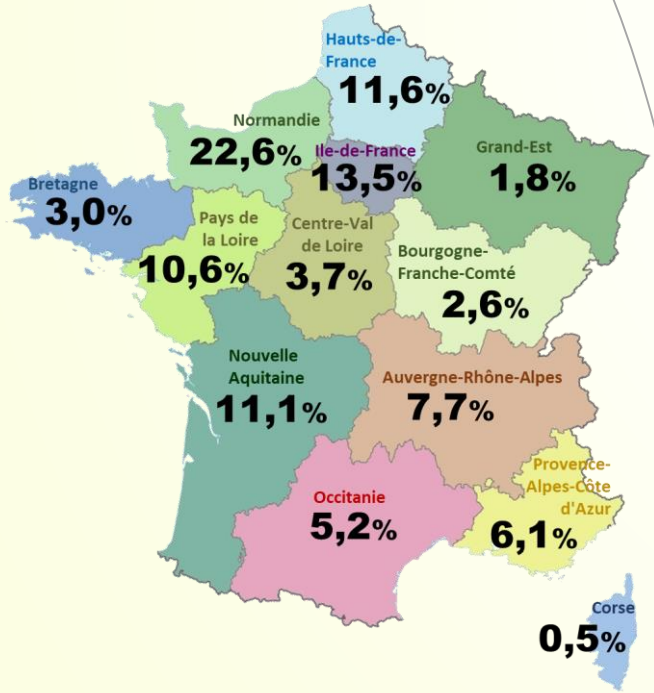 Hauts-de-
France
11,6%
Normandie
22,6%
Ile-de-France
13,5%
Grand-Est
1,8%
Bretagne
3,0%
Pays de
la Loire
10,6%
Centre-Val
de Loire
3,7%
Bourgogne-
Franche-Comté
2,6%
Nouvelle
Aquitaine
11,1%
Auvergne-Rhône-Alpes
7,7%
Provence-
Alpes-Côte
d'Azur
6,1%
Occitanie
5,2%
Corse
0,5%